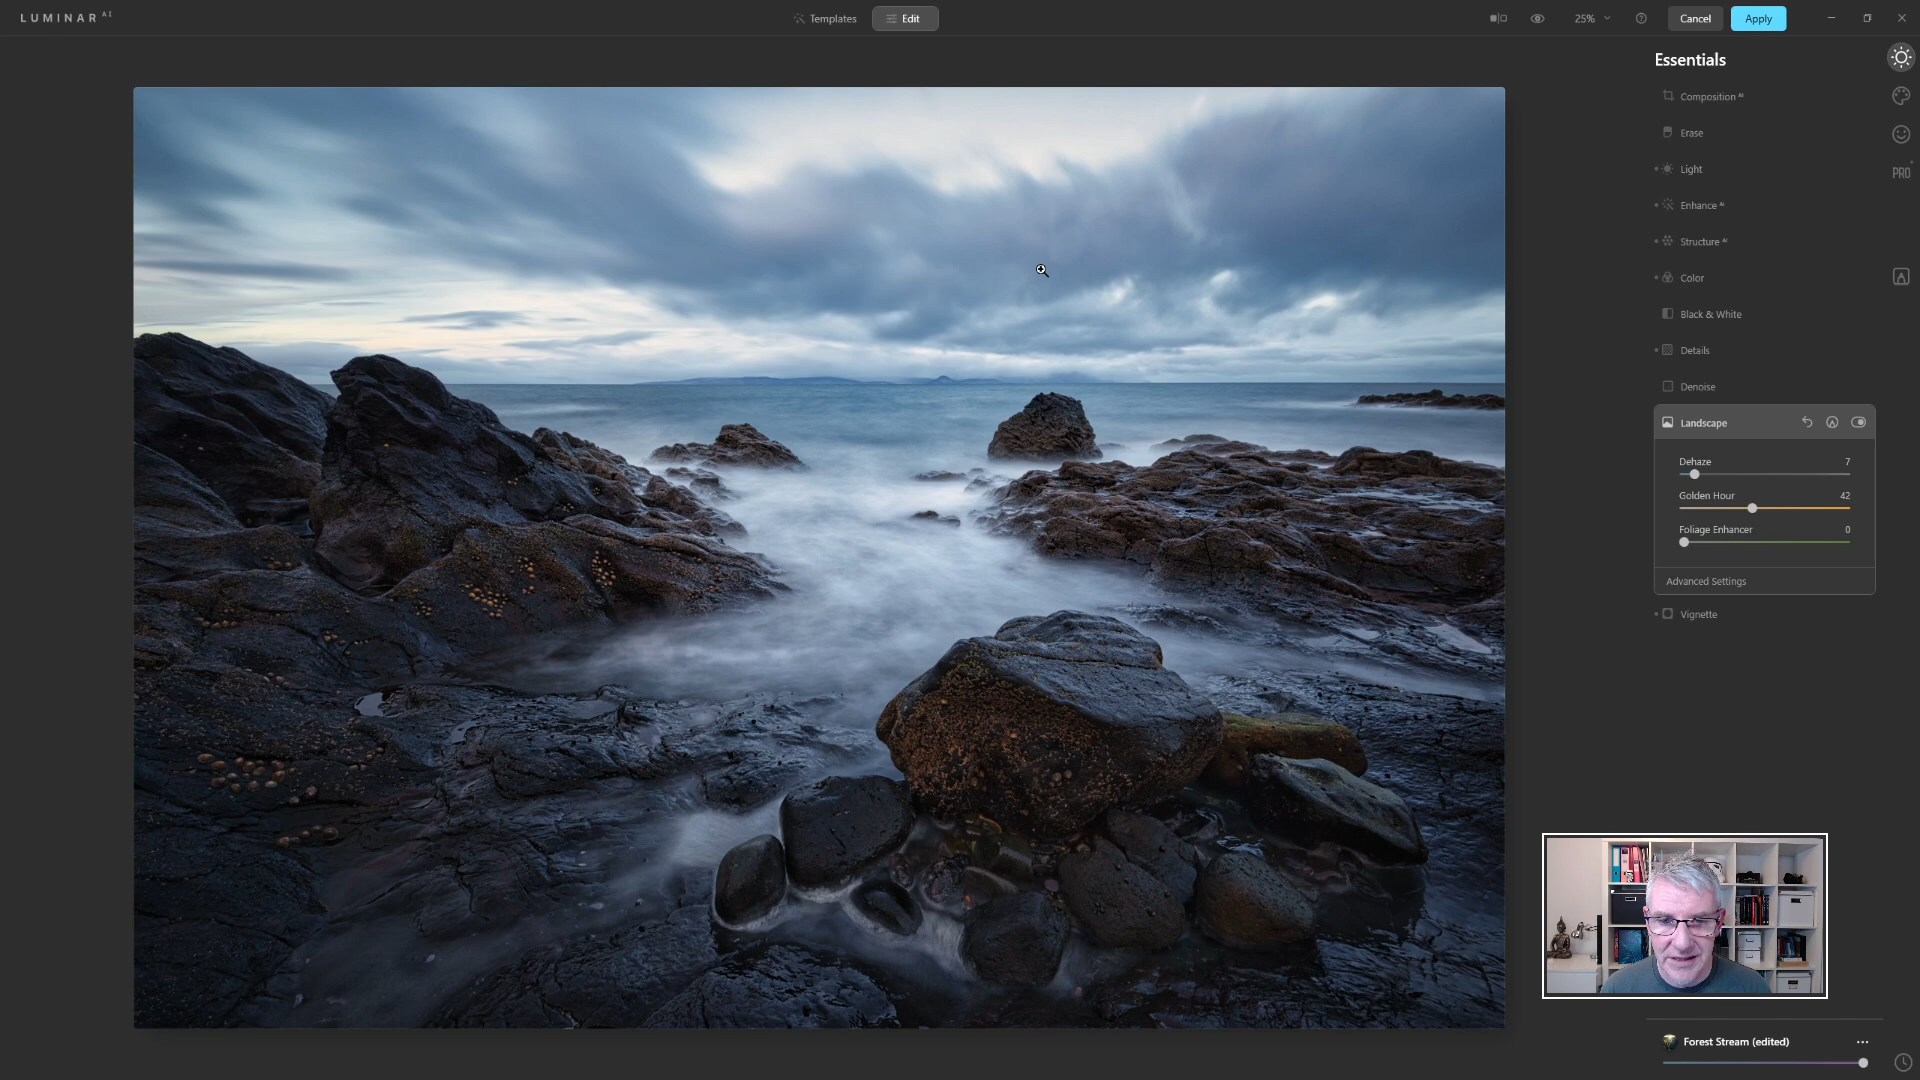 LUMINAR AI
Templates
Edit
25%
Cancel
Apply
Essentials
Composition AI
Erase
Light
PRO
Enhance AI
Structure AI
Color
Black & White
Details
Denoise
Landscape
Dehaze 7
Golden Hour 42
Foliage Enhancer 0
Advanced Settings
Vignette
Forest Stream (edited)